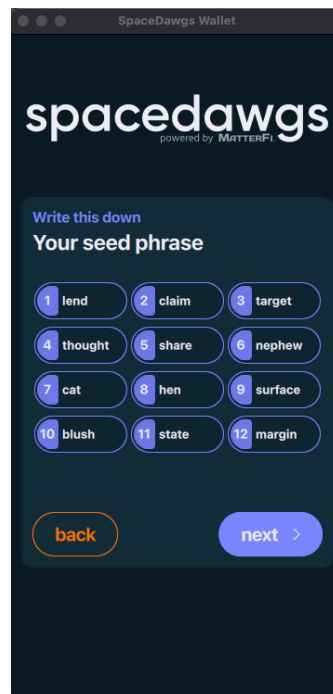 SpaceDawgs Wallet
spacedawgs
powered by MATTERFI.
Write this down
Your seed phrase
1 lend 2 claim 3 target
4 thought 5 share 6 nephew
7 cat 8 hen 9 surface
10 blush 11 state 12 margin
back next >